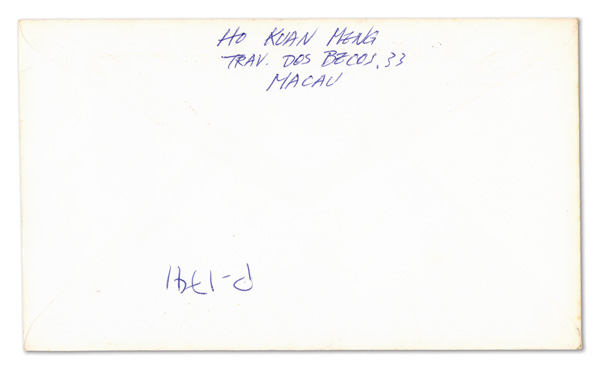 HO KUAN MENG
TRAV. DOS BECOS, 33
MACAU
P-1741